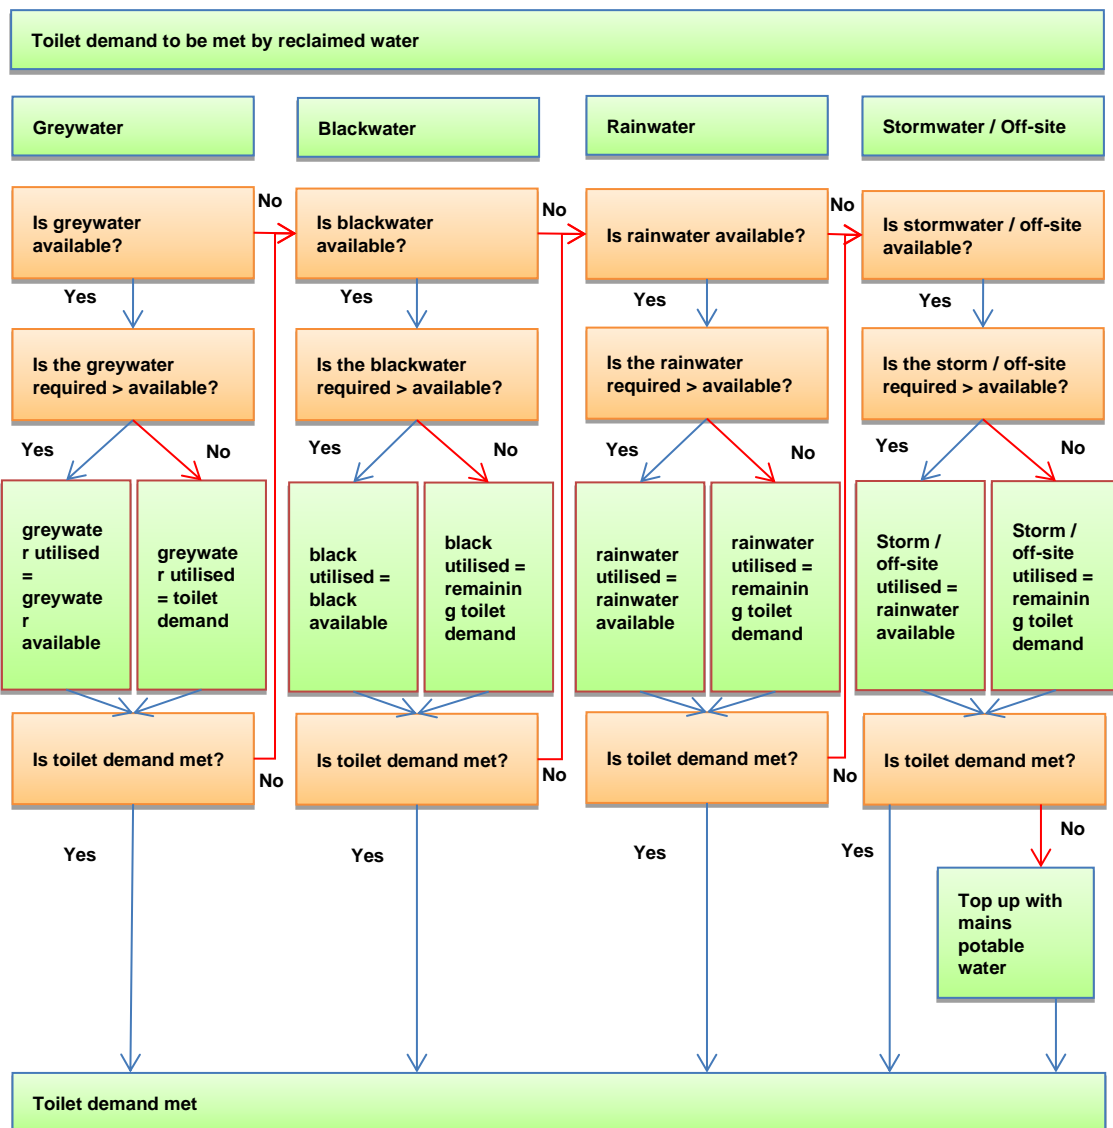 Toilet demand to be met by reclaimed water
Greywater
Blackwater
Rainwater
Stormwater / Off-site
Is greywater
available?
No
Is blackwater
available?
No
Is rainwater available?
No
Is stormwater / off-site
available?
Yes
Yes
Yes
Yes
Is the greywater
required > available?
Is the blackwater
required > available?
Is the rainwater
required > available?
Is the storm / off-site
required > available?
Yes
No
Yes
No
Yes
No
Yes
No
greywate
r utilised
=
greywate
r
available
greywate
r utilised
= toilet
demand
black
utilised =
black
available
black
utilised =
remainin
g toilet
demand
rainwater
utilised =
rainwater
available
rainwater
utilised =
remainin
g toilet
demand
Storm /
off-site
utilised =
rainwater
available
Storm /
off-site
utilised =
remainin
g toilet
demand
Is toilet demand met?
No
Is toilet demand met?
No
Is toilet demand met?
No
Is toilet demand met?
No
Yes
Yes
Yes
Yes
Top up with
mains
potable
water
Toilet demand met